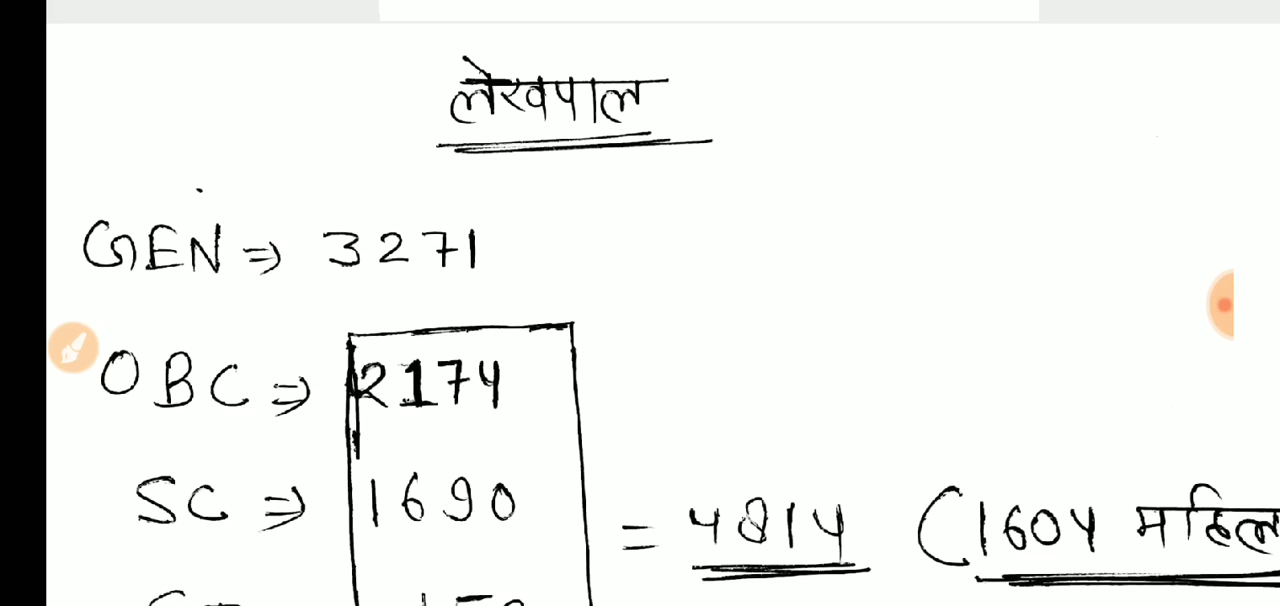 लेखपाल
GEN ⇒ 3271
OBC ⇒ 2174
SC ⇒ 1690
= 4814 (1604